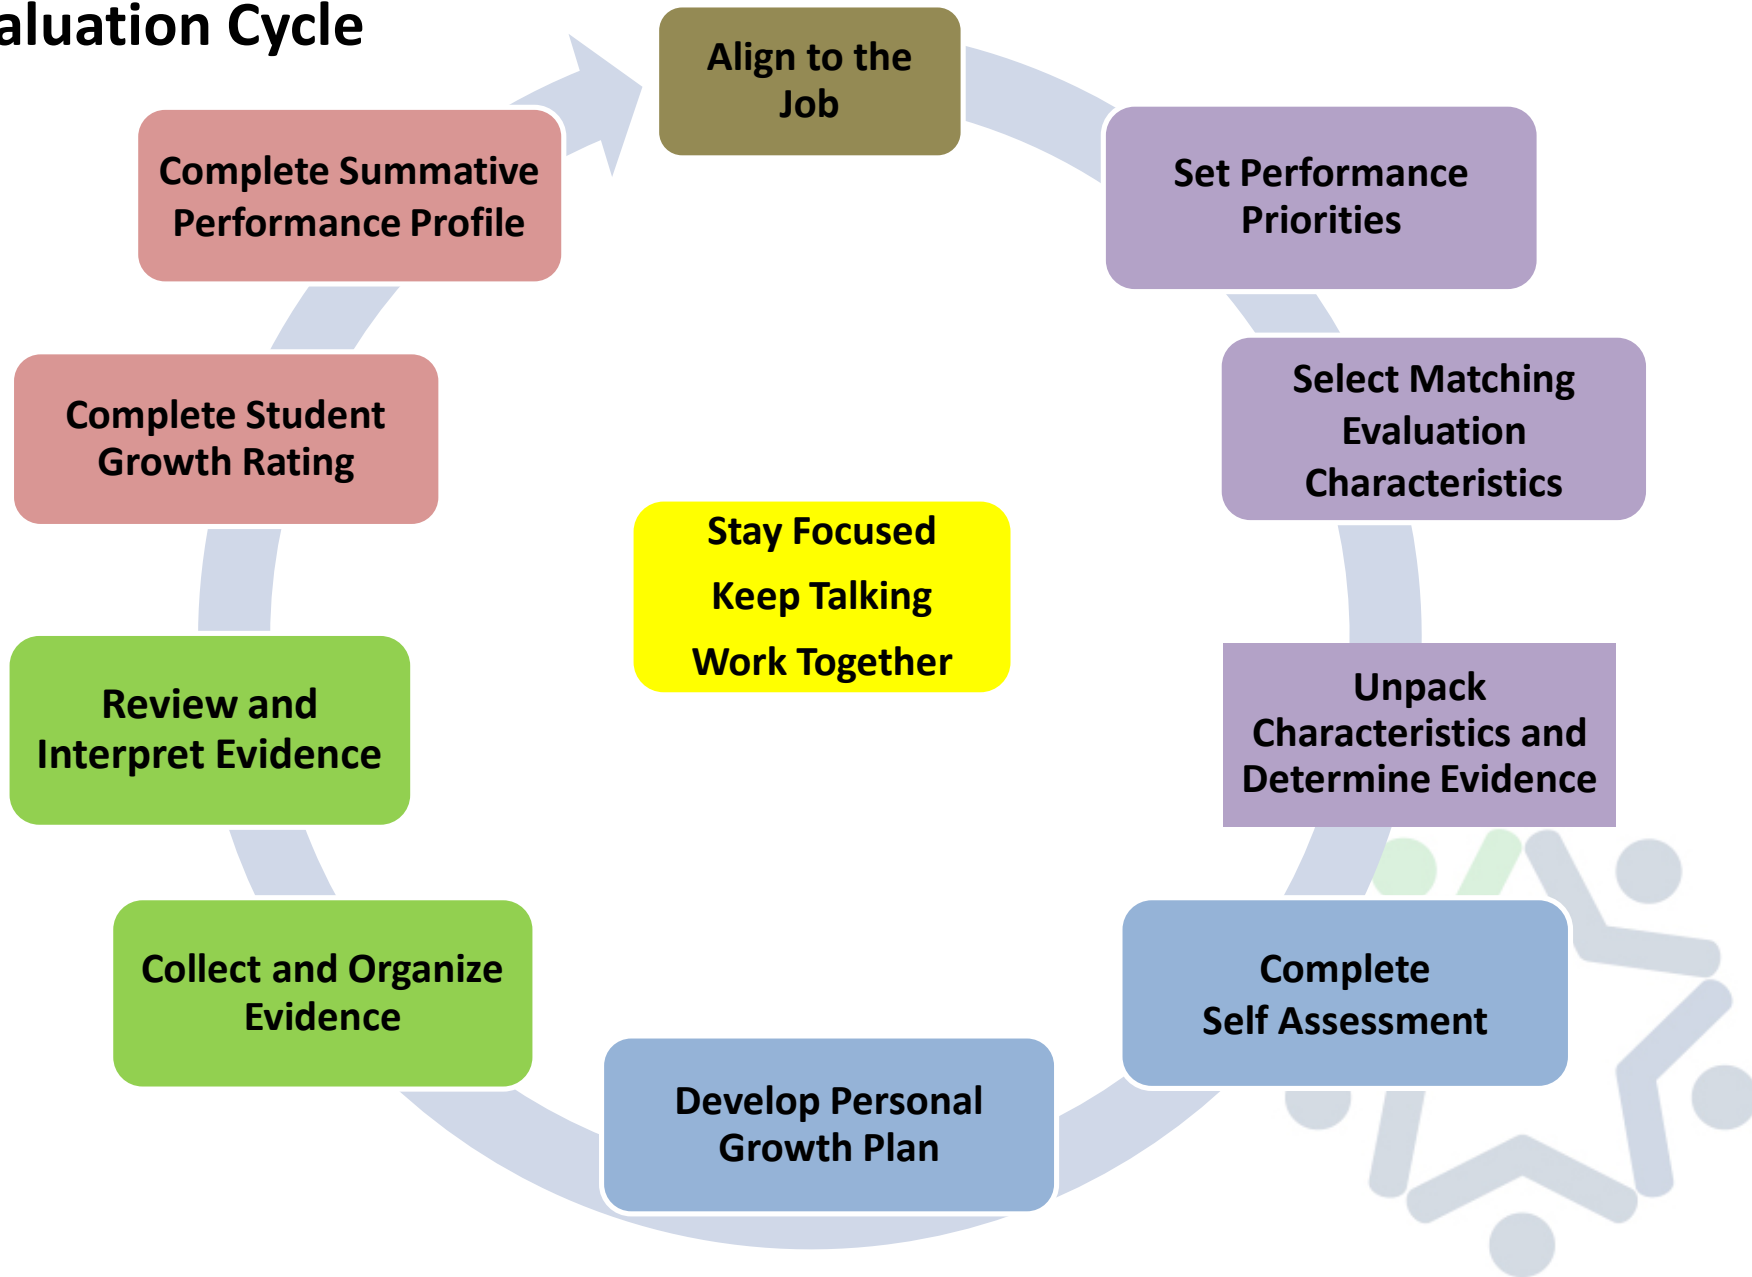 aluation Cycle
Align to the
Job
Set Performance
Priorities
Select Matching
Evaluation
Characteristics
Unpack
Characteristics and
Determine Evidence
Complete
Self Assessment
Develop Personal
Growth Plan
Collect and Organize
Evidence
Review and
Interpret Evidence
Complete Student
Growth Rating
Complete Summative
Performance Profile
Stay Focused
Keep Talking
Work Together